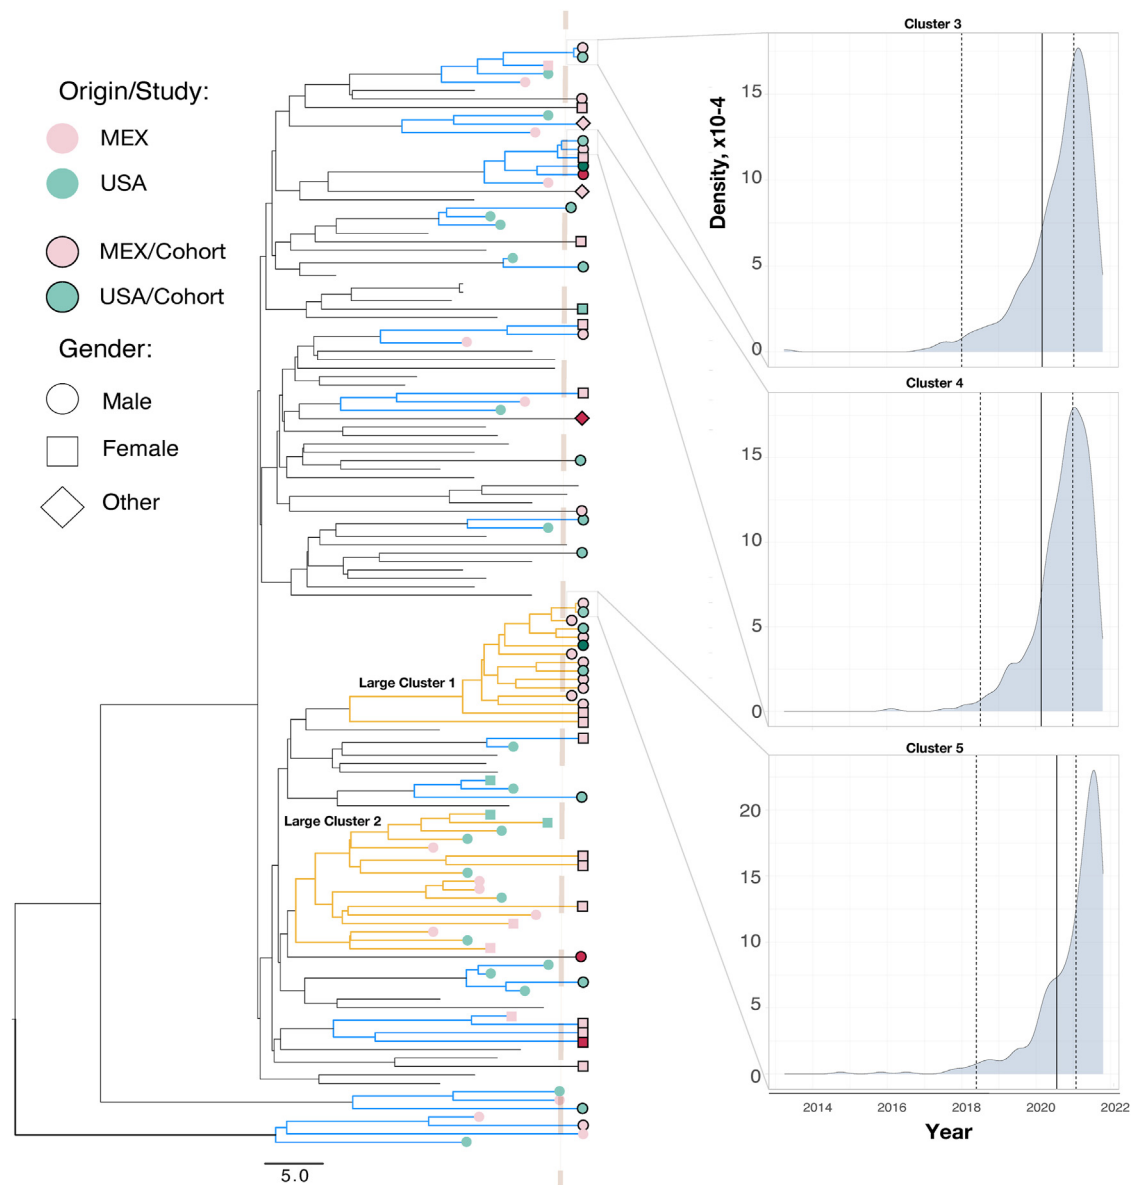 Origin/Study:
MEX
USA
MEX/Cohort
USA/Cohort
Gender:
Male
Female
Other
Large Cluster 1
Large Cluster 2
5.0
Cluster 3
Density, x10-4
15
10
5
0
Cluster 4
15
10
5
0
Cluster 5
20
15
10
5
0
2014 2016 2018 2020 2022
Year